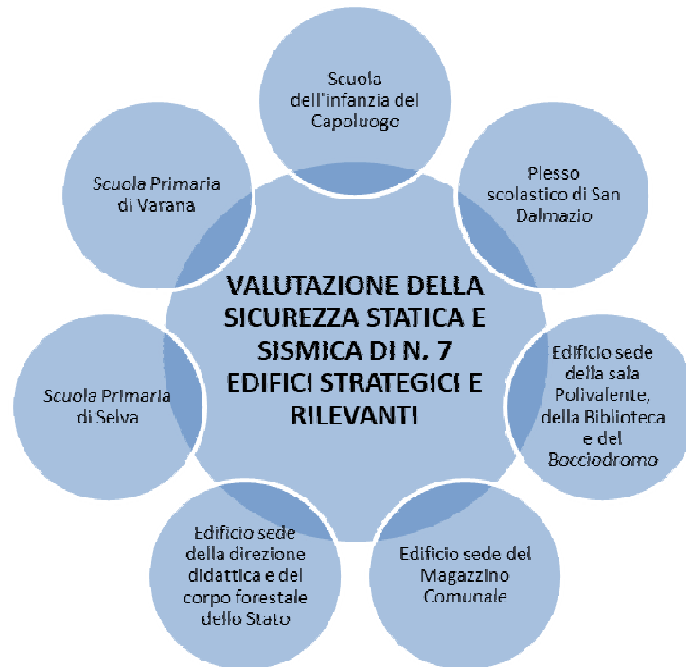 Scuola
dell'infanzia del
Capoluogo
Plesso
scolastico di San
Dalmazio
Edificio sede
della sala
Polivalente,
della Biblioteca
e del
Bocciodromo
Edificio sede del
Magazzino
Comunale
Edificio sede
della direzione
didattica e del
corpo forestale
dello Stato
Scuola Primaria
di Selva
Scuola Primaria
di Varana
VALUTAZIONE DELLA
SICUREZZA STATICA E
SISMICA DI N. 7
EDIFICI STRATEGICI E
RILEVANTI